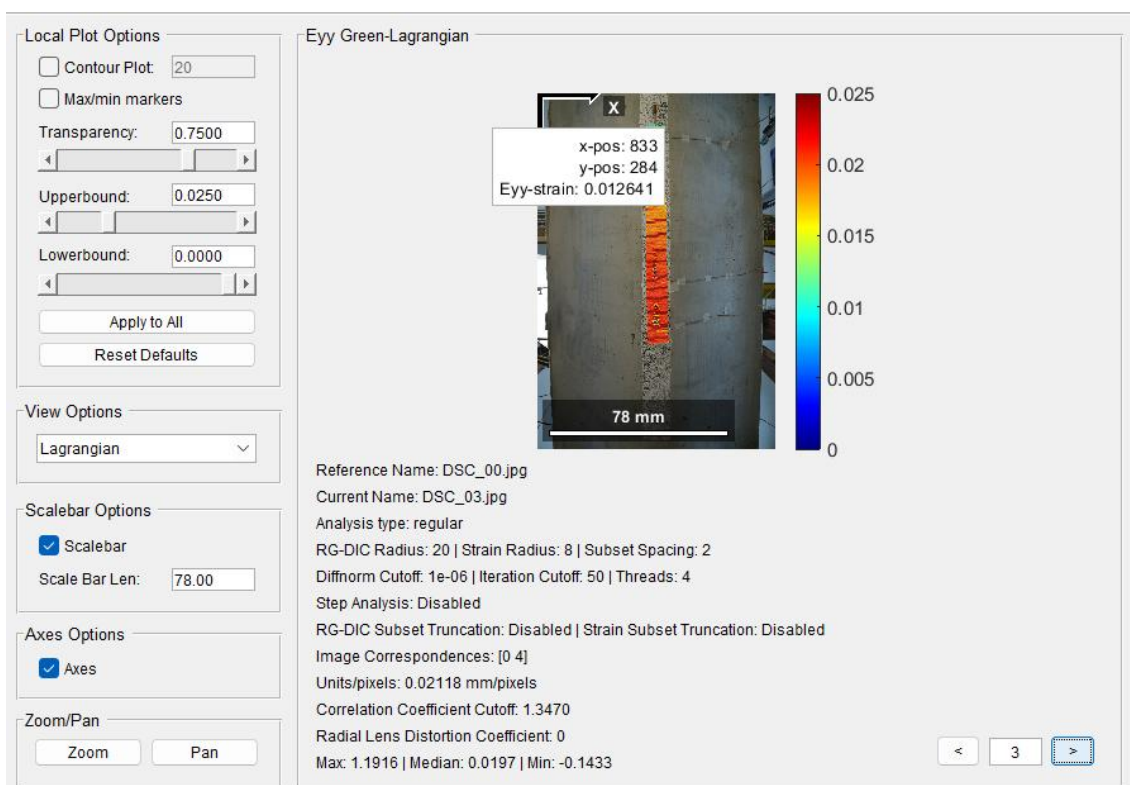 Local Plot Options
Contour Plot: 20
Max/min markers
Transparency: 0.7500
Upperbound: 0.0250
Lowerbound: 0.0000
Apply to All
Reset Defaults
View Options
Lagrangian
Scalebar Options
Scalebar
Scale Bar Len: 78.00
Axes Options
Axes
Zoom/Pan
Zoom Pan
Eyy Green-Lagrangian
X
x-pos: 833
y-pos: 284
Eyy-strain: 0.012641
78 mm
0.025
0.02
0.015
0.01
0.005
0
Reference Name: DSC_00.jpg
Current Name: DSC_03.jpg
Analysis type: regular
RG-DIC Radius: 20 | Strain Radius: 8 | Subset Spacing: 2
Diffnorm Cutoff: 1e-06 | Iteration Cutoff: 50 | Threads: 4
Step Analysis: Disabled
RG-DIC Subset Truncation: Disabled | Strain Subset Truncation: Disabled
Image Correspondences: [0 4]
Units/pixels: 0.02118 mm/pixels
Correlation Coefficient Cutoff: 1.3470
Radial Lens Distortion Coefficient: 0
Max: 1.1916 | Median: 0.0197 | Min: -0.1433
< 3 >